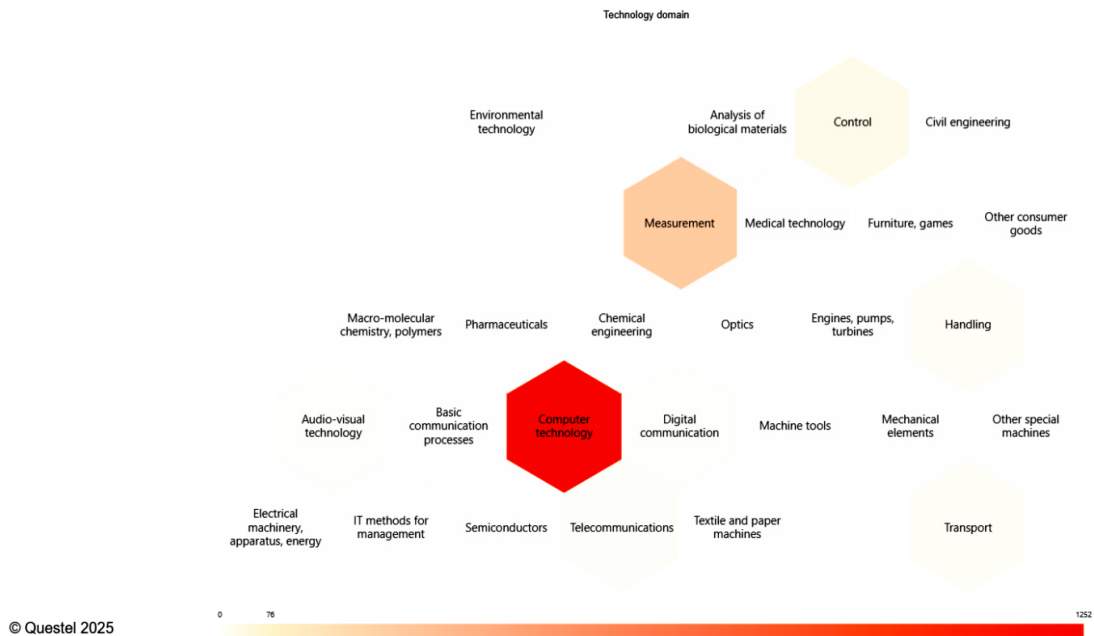 Technology domain
Environmental
technology
Analysis of
biological materials
Control
Civil engineering
Measurement
Medical technology
Furniture, games
Other consumer
goods
Macro-molecular
chemistry, polymers
Pharmaceuticals
Chemical
engineering
Optics
Engines, pumps,
turbines
Handling
Audio-visual
technology
Basic
communication
processes
Computer
technology
Digital
communication
Machine tools
Mechanical
elements
Other special
machines
Electrical
machinery,
apparatus, energy
IT methods for
management
Semiconductors
Telecommunications
Textile and paper
machines
Transport
0
76
1252
© Questel 2025